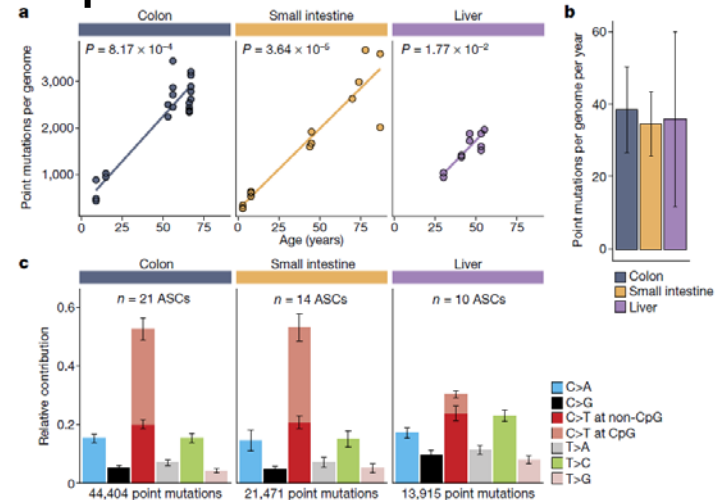 a
Colon
Small intestine
Liver
P = 8.17 × 10⁻⁴
P = 3.64 × 10⁻⁵
P = 1.77 × 10⁻²
Point mutations per genome
3,000
2,000
1,000
0 25 50 75
0 25 50 75
0 25 50 75
Age (years)
b
Point mutations per genome per year
60
40
20
0
Colon
Small intestine
Liver
c
Colon
Small intestine
Liver
n = 21 ASCs
n = 14 ASCs
n = 10 ASCs
Relative contribution
0.6
0.4
0.2
0
44,404 point mutations
21,471 point mutations
13,915 point mutations
C>A
C>G
C>T at non-CpG
C>T at CpG
T>A
T>C
T>G